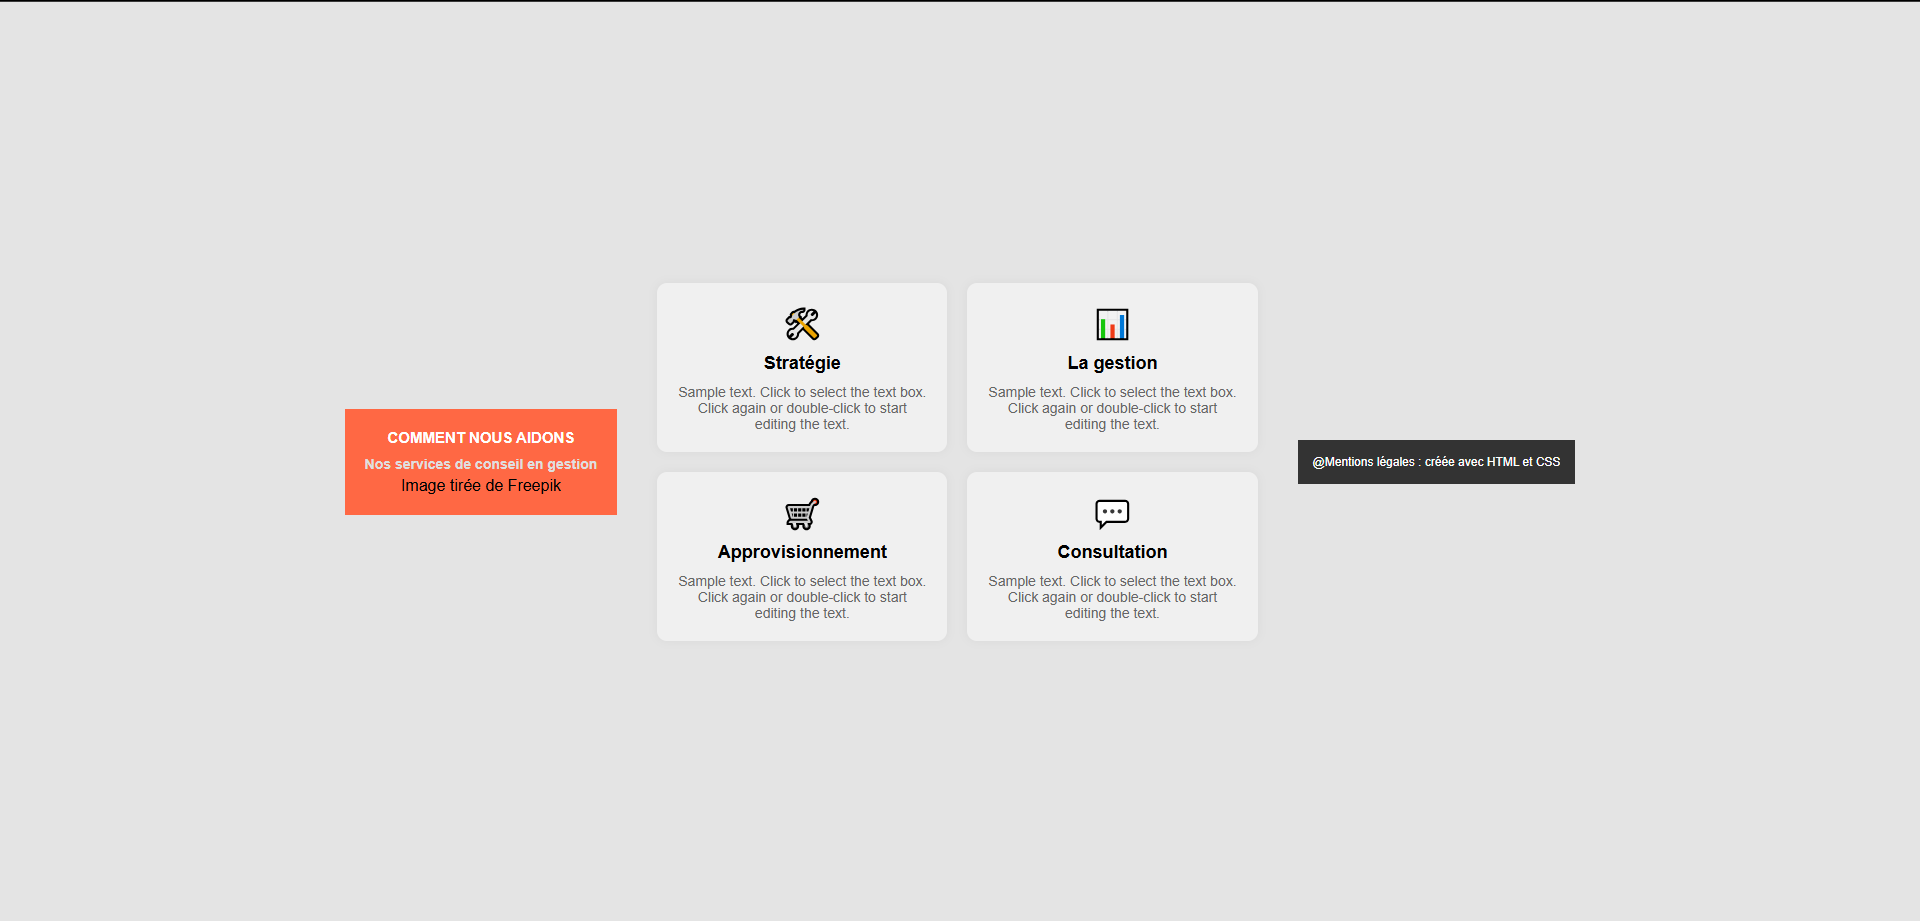 COMMENT NOUS AIDONS
Nos services de conseil en gestion
Image tirée de Freepik
Stratégie
Sample text. Click to select the text box.
Click again or double-click to start
editing the text.
La gestion
Sample text. Click to select the text box.
Click again or double-click to start
editing the text.
Approvisionnement
Sample text. Click to select the text box.
Click again or double-click to start
editing the text.
Consultation
Sample text. Click to select the text box.
Click again or double-click to start
editing the text.
@Mentions légales : créée avec HTML et CSS